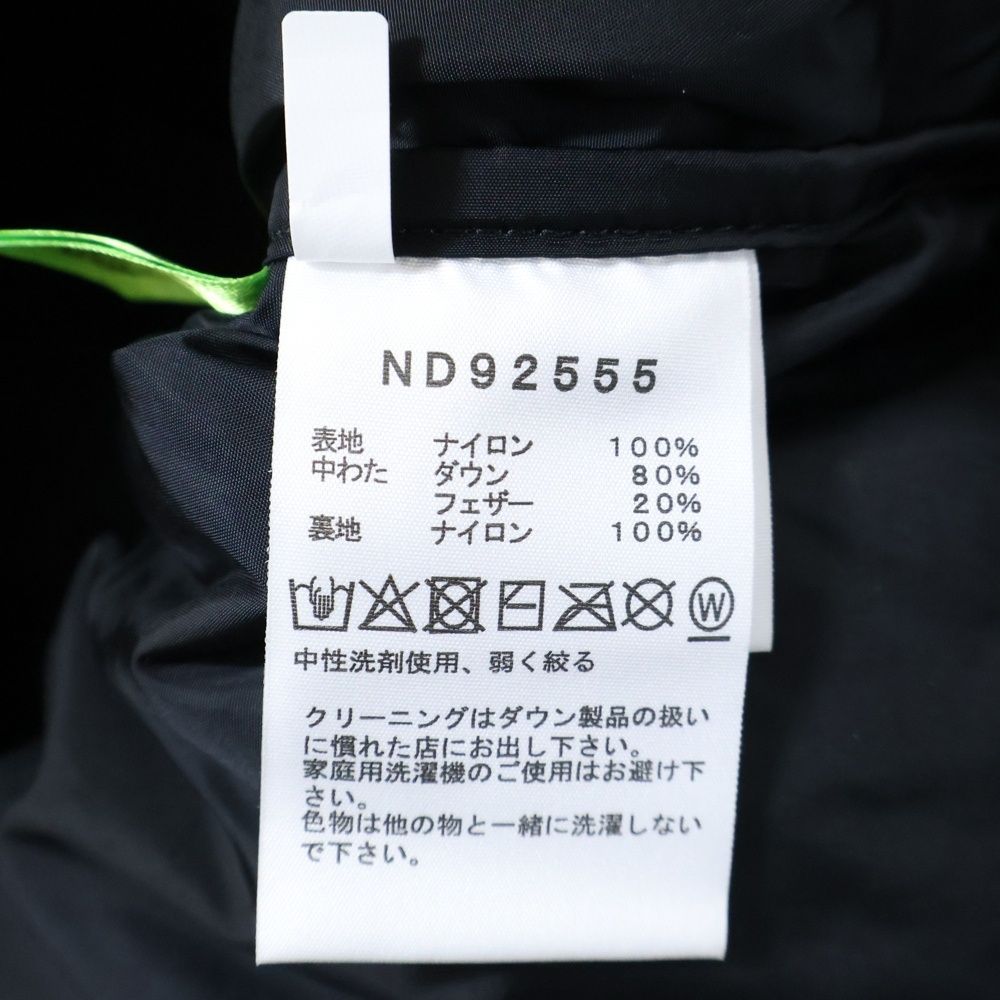 ND92555
表地 ナイロン 100%
中わた ダウン 80%
フェザー 20%
裏地 ナイロン 100%
W
中性洗剤使用、弱く絞る
クリーニングはダウン製品の扱い
に慣れた店にお出し下さい。
家庭用洗濯機のご使用はお避け下
さい。
色物は他の物と一緒に洗濯しない
で下さい。